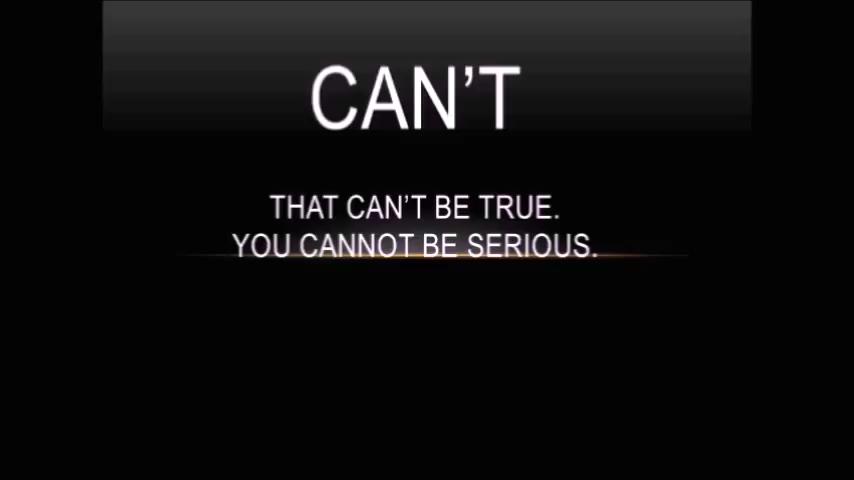 CAN’T
THAT CAN’T BE TRUE.
YOU CANNOT BE SERIOUS.